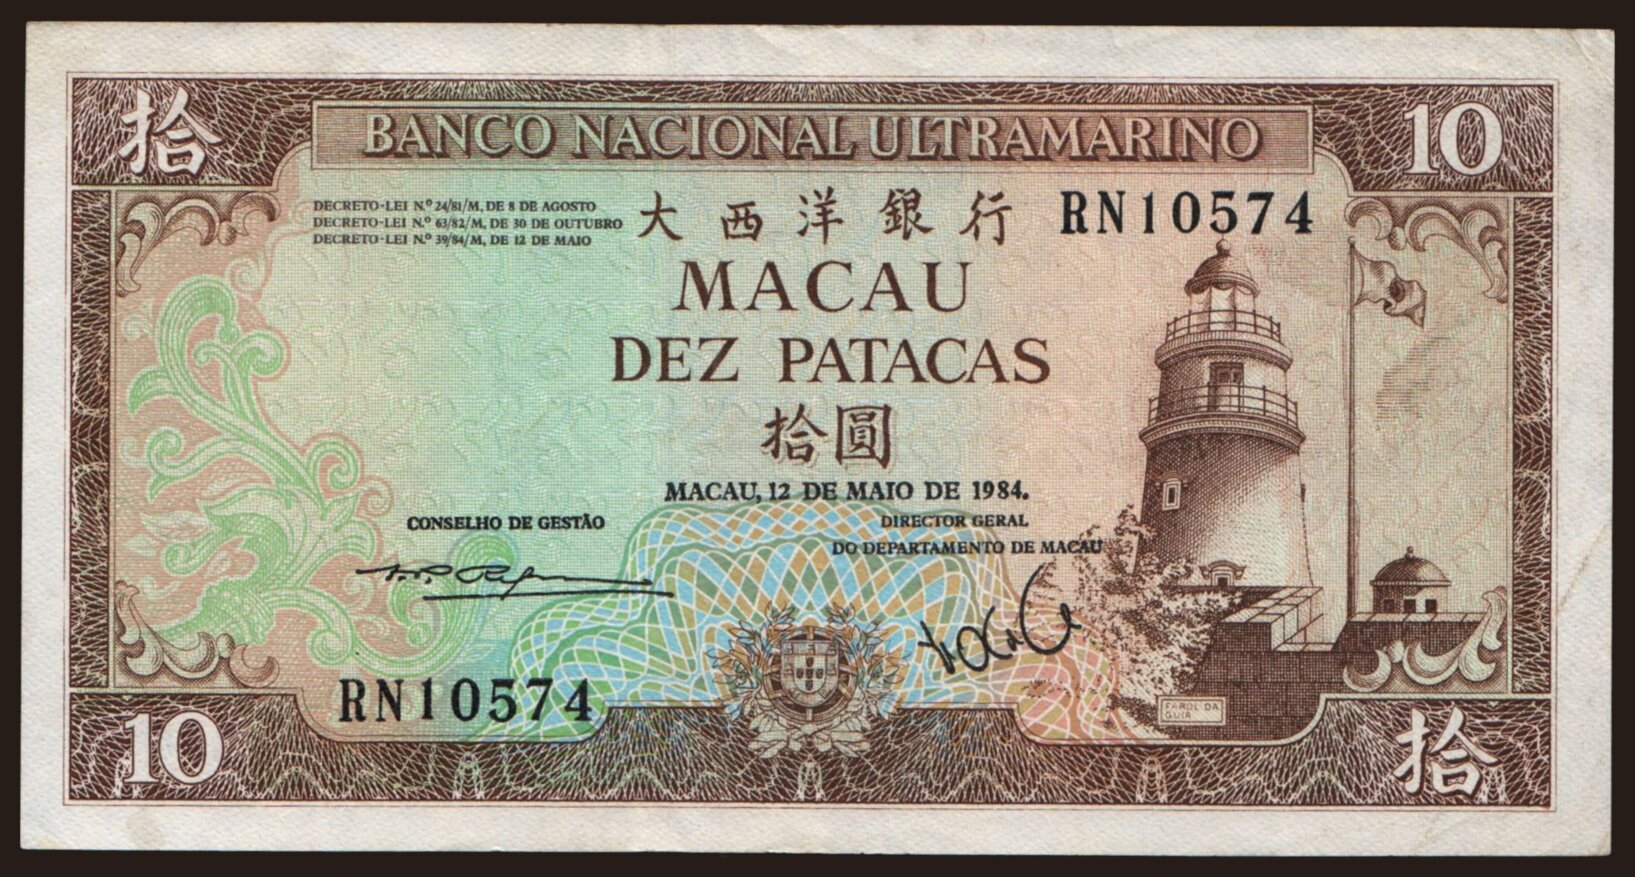 拾
10
BANCO NACIONAL ULTRAMARINO
DECRETO-LEI N.º 24/81/M, DE 8 DE AGOSTO
DECRETO-LEI N.º 63/82/M, DE 30 DE OUTUBRO
DECRETO-LEI N.º 39/84/M, DE 12 DE MAIO
大西洋銀行
RN10574
MACAU
DEZ PATACAS
拾圓
MACAU, 12 DE MAIO DE 1984.
CONSELHO DE GESTÃO
DIRECTOR GERAL
DO DEPARTAMENTO DE MACAU
RN10574
FAROL DA
GUIA
10
拾